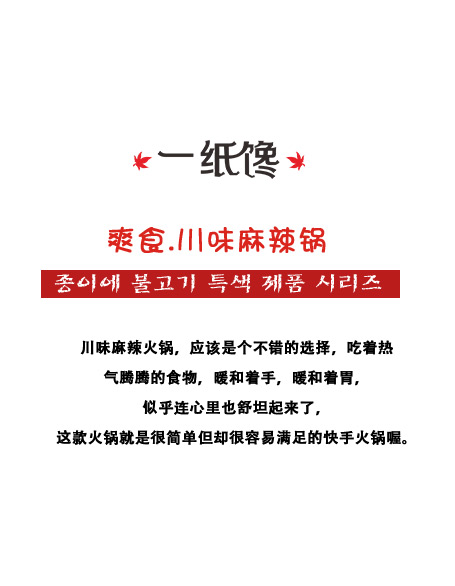 一纸馋
爽食.川味麻辣锅
종이에 불고기 특색 제품 시리즈
川味麻辣火锅，应该是个不错的选择，吃着热
气腾腾的食物，暖和着手，暖和着胃，
似乎连心里也舒坦起来了，
这款火锅就是很简单但却很容易满足的快手火锅喔。